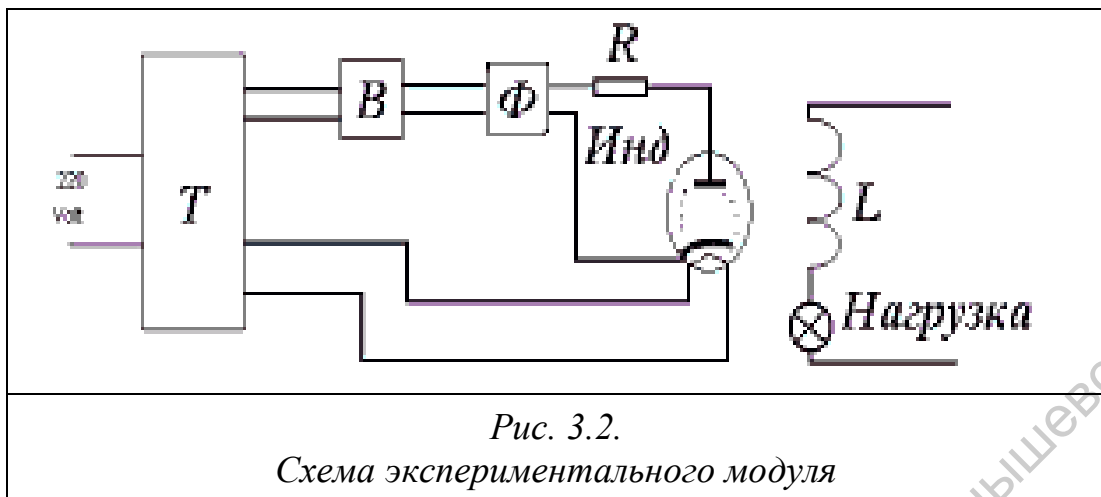 R
В
Ф
Инд
220
Volt
Т
L
Нагрузка
Рис. 3.2.
Схема экспериментального модуля